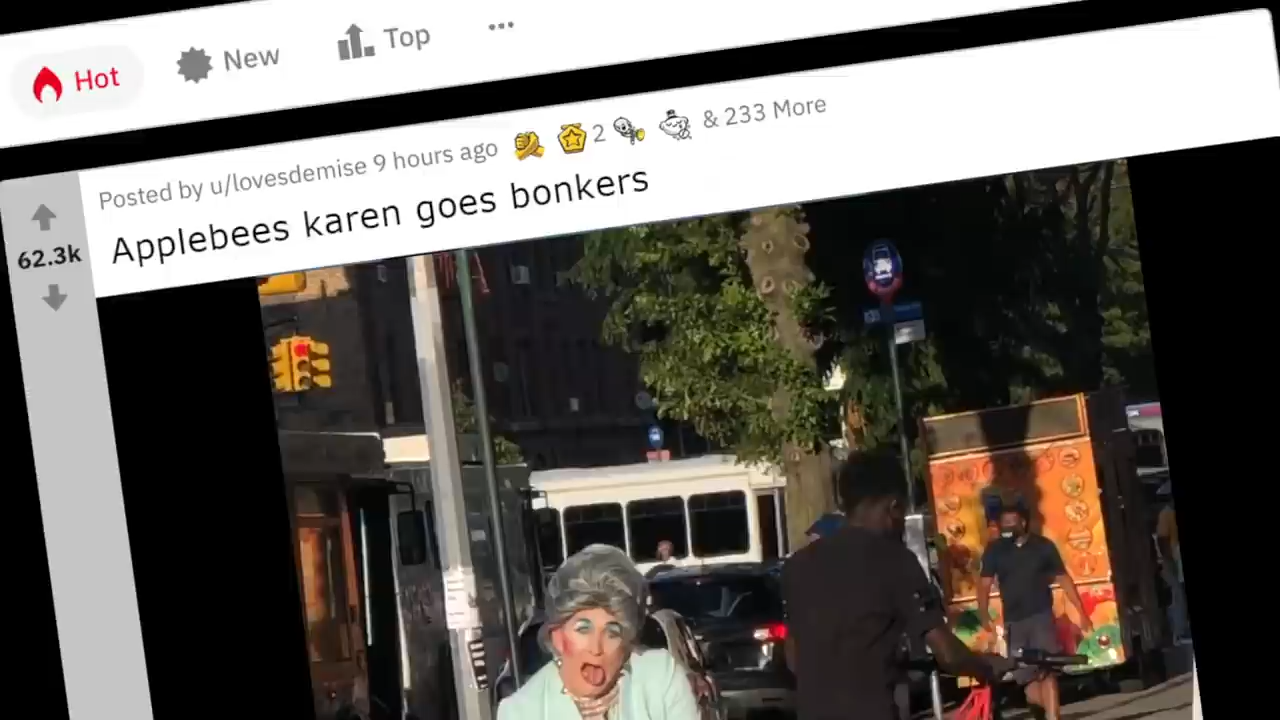 Hot New Top ...
Posted by u/lovesdemise 9 hours ago 2 & 233 More
Applebees karen goes bonkers
62.3k